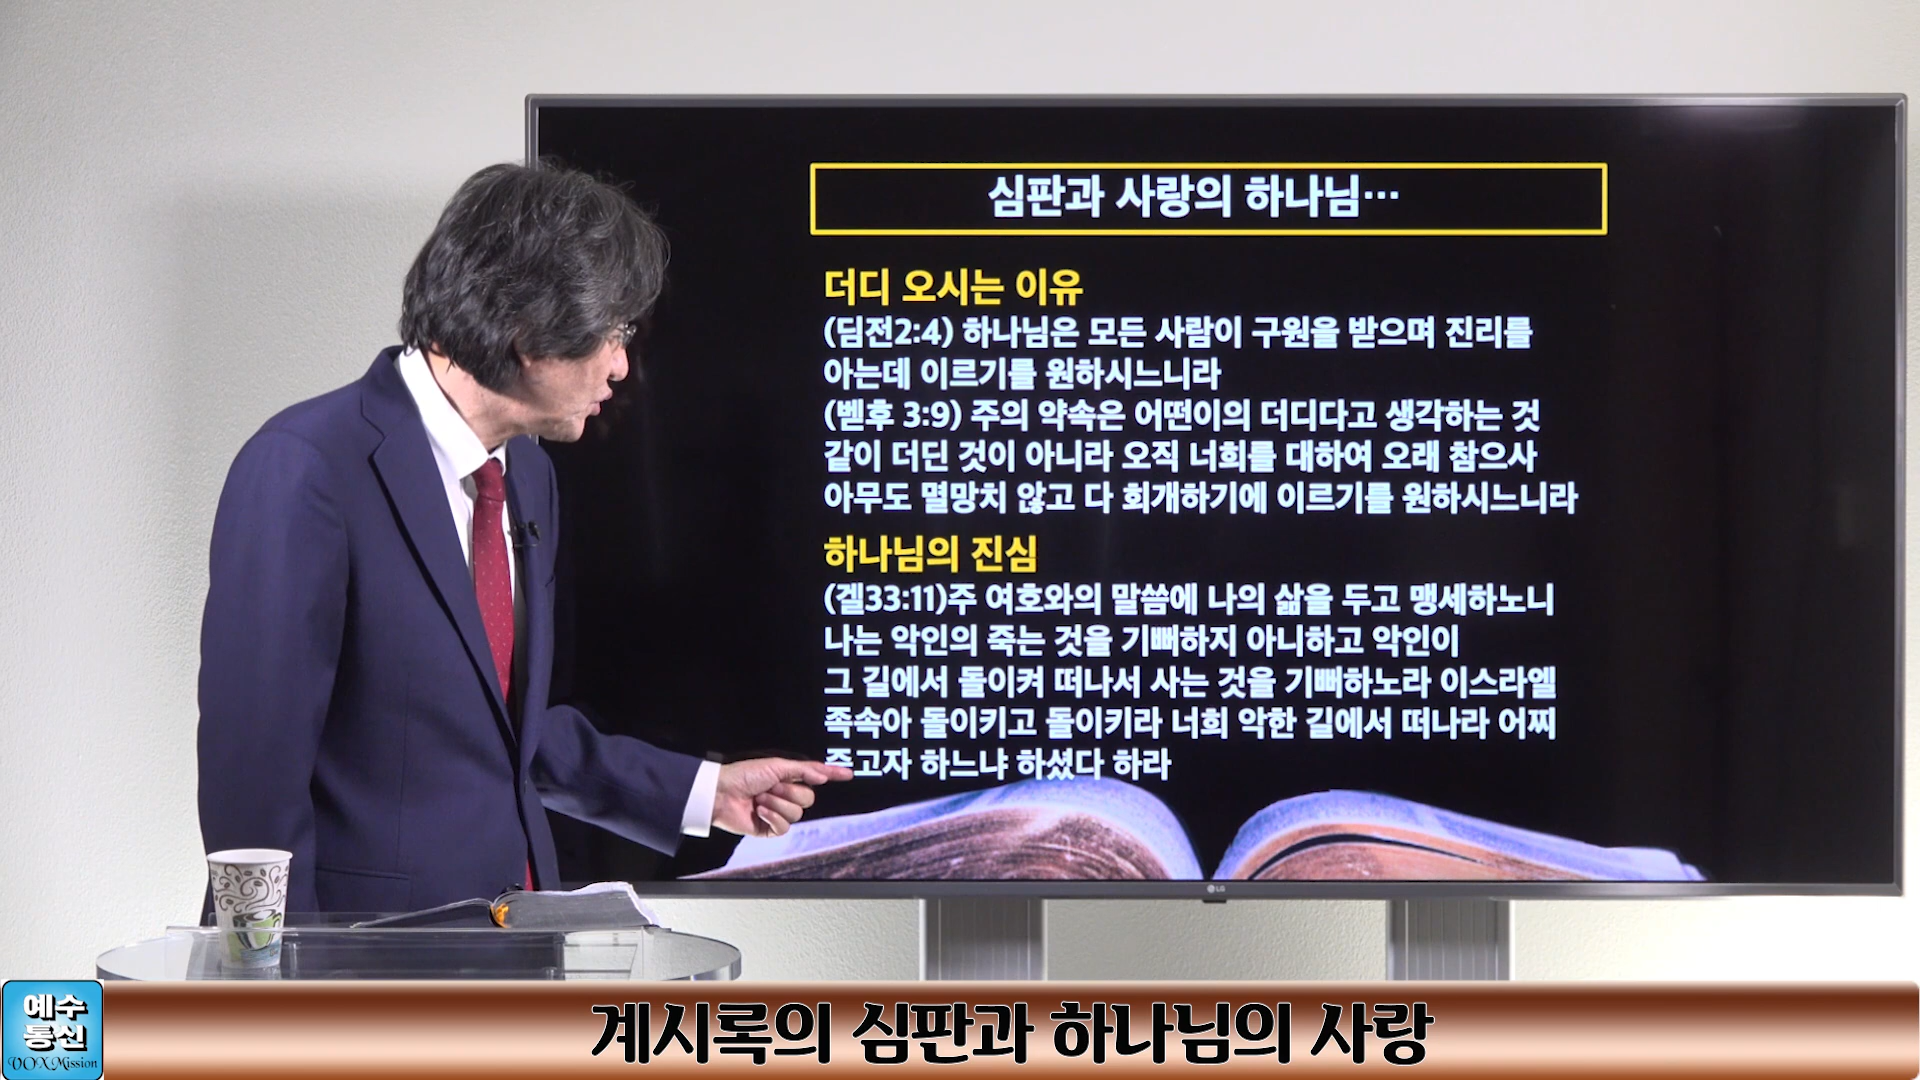 심판과 사랑의 하나님…
더디 오시는 이유
(딤전2:4) 하나님은 모든 사람이 구원을 받으며 진리를
아는데 이르기를 원하시느니라
(벧후 3:9) 주의 약속은 어떤이의 더디다고 생각하는 것
같이 더딘 것이 아니라 오직 너희를 대하여 오래 참으사
아무도 멸망치 않고 다 회개하기에 이르기를 원하시느니라
하나님의 진심
(겔33:11)주 여호와의 말씀에 나의 삶을 두고 맹세하노니
나는 악인의 죽는 것을 기뻐하지 아니하고 악인이
그 길에서 돌이켜 떠나서 사는 것을 기뻐하노라 이스라엘
족속아 돌이키고 돌이키라 너희 악한 길에서 떠나라 어찌
죽고자 하느냐 하셨다 하라
LG
예수
통신
VOX Mission
계시록의 심판과 하나님의 사랑